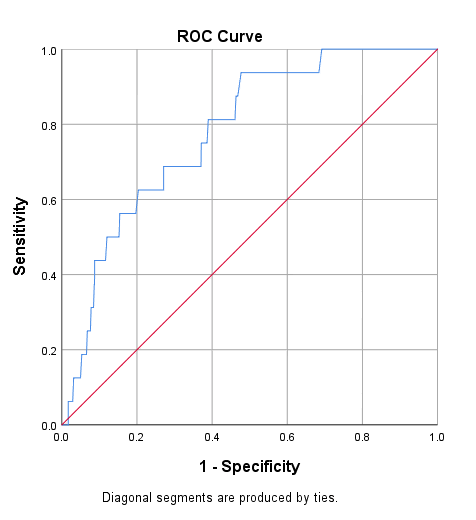 ROC Curve
1.0
0.8
0.6
0.4
0.2
0.0
Sensitivity
0.0 0.2 0.4 0.6 0.8 1.0
1 - Specificity
Diagonal segments are produced by ties.